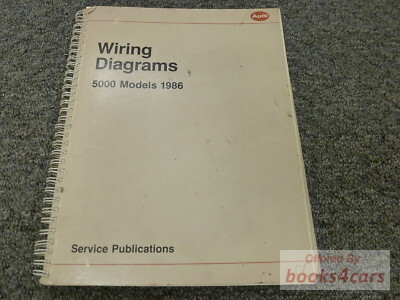 Audi
Wiring
Diagrams
5000 Models 1986
Service Publications
Offered By
books4cars